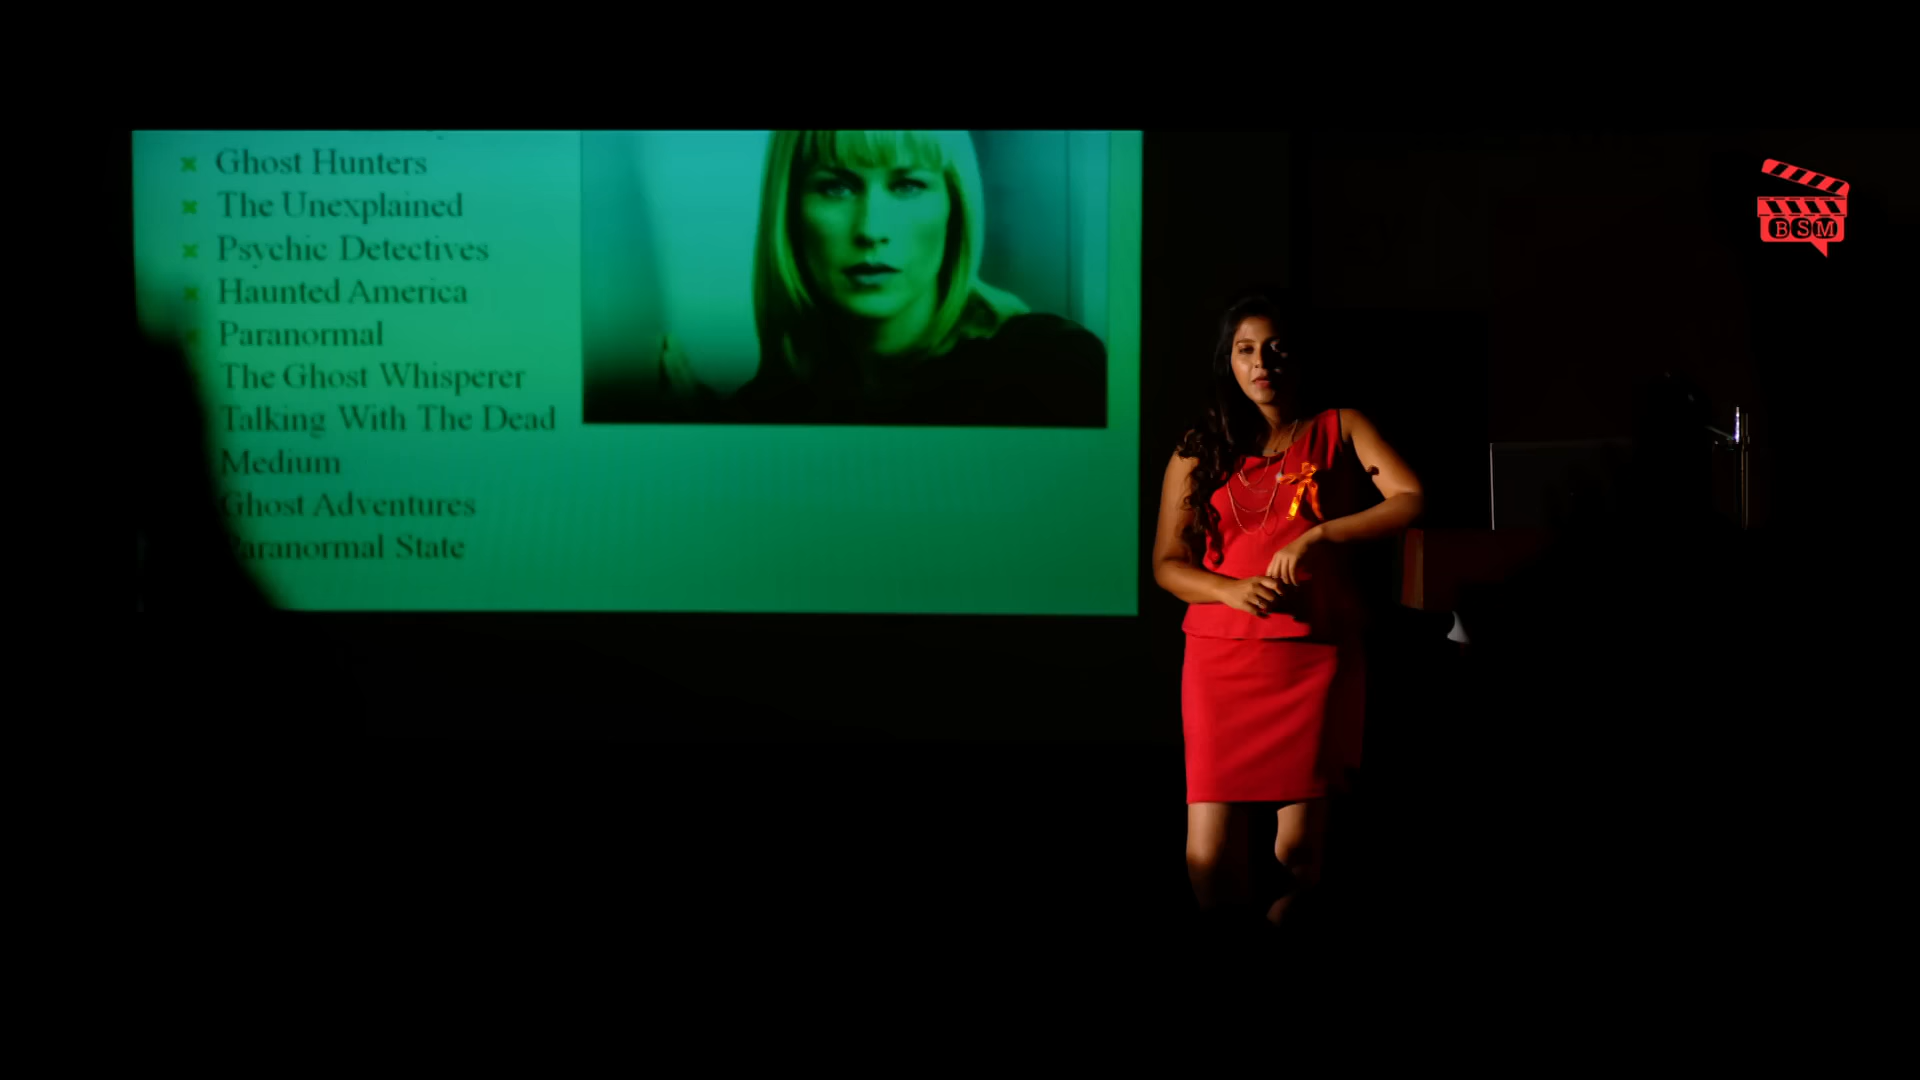 Ghost Hunters
The Unexplained
Psychic Detectives
Haunted America
Paranormal
The Ghost Whisperer
Talking With The Dead
Medium
Ghost Adventures
Paranormal State
BSM